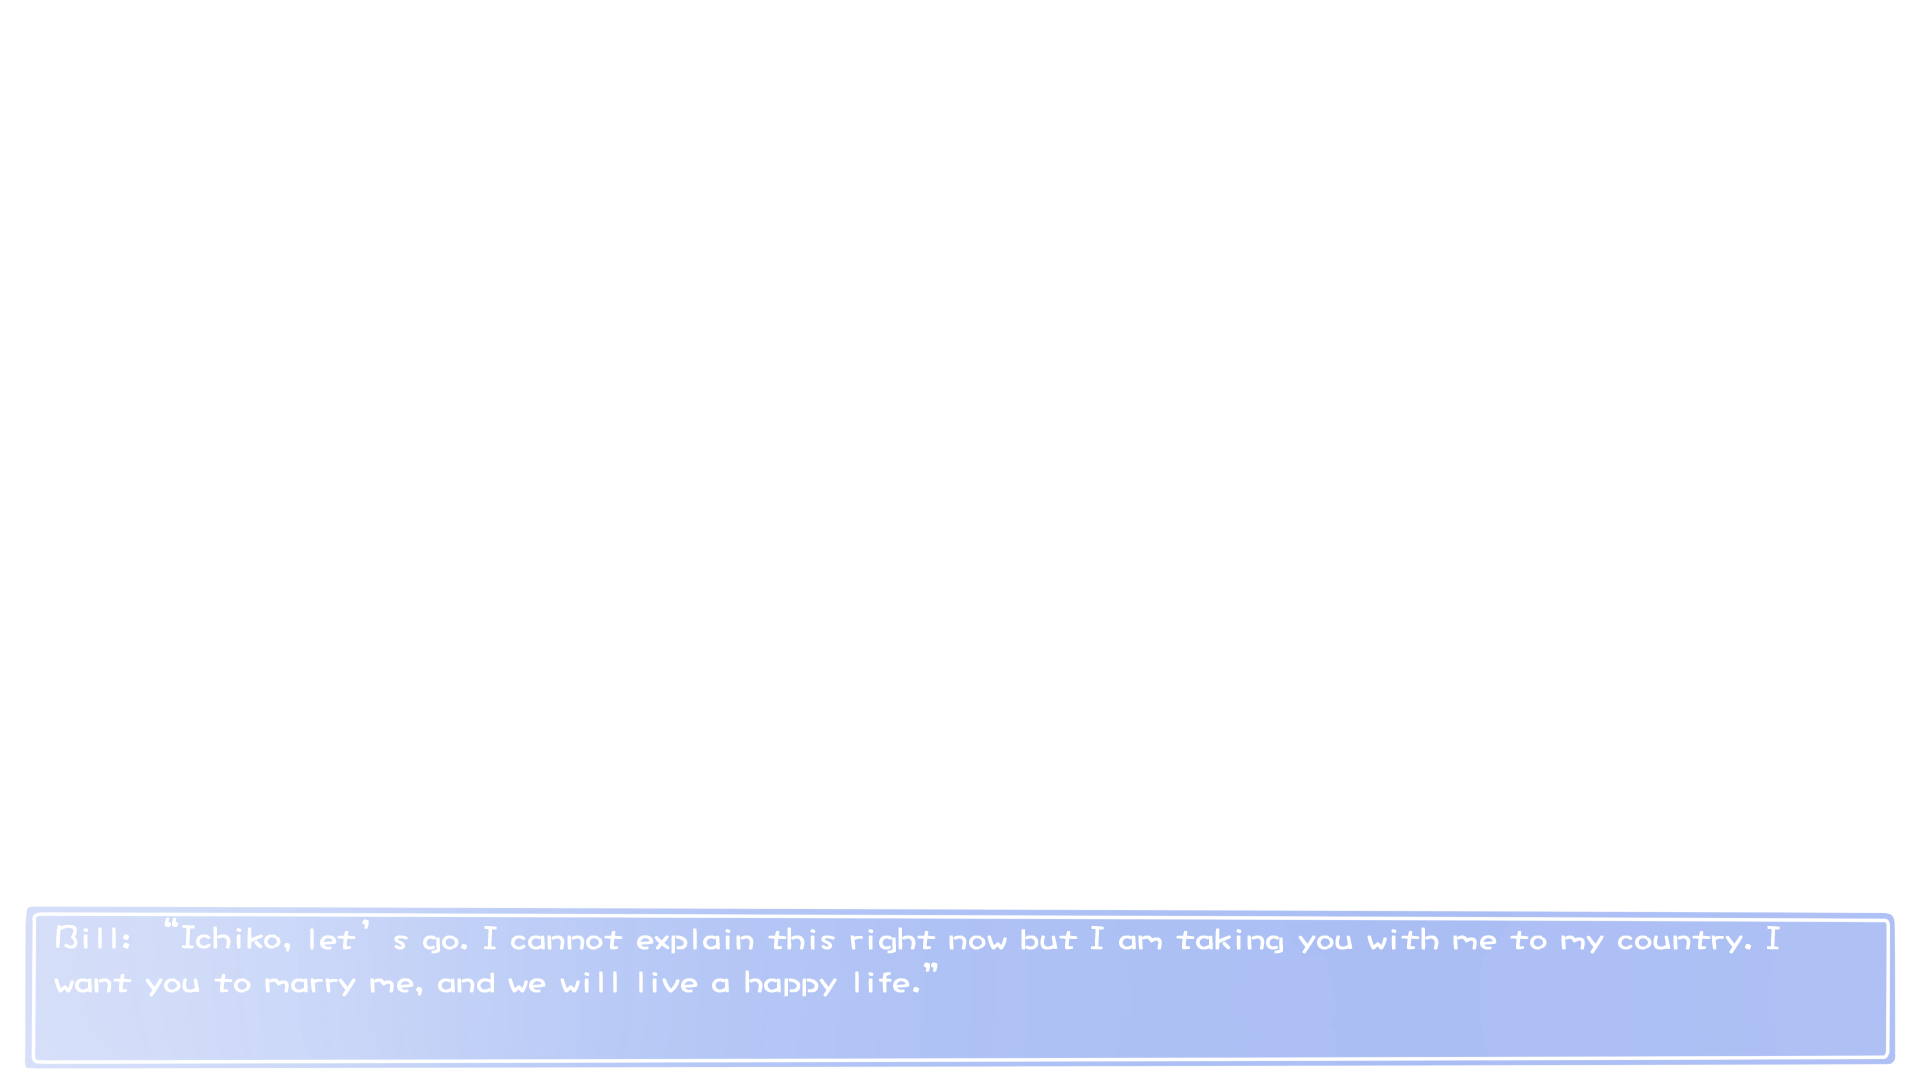 Bill: “Ichiko, let’s go. I cannot explain this right now but I am taking you with me to my country. I
want you to marry me, and we will live a happy life.”